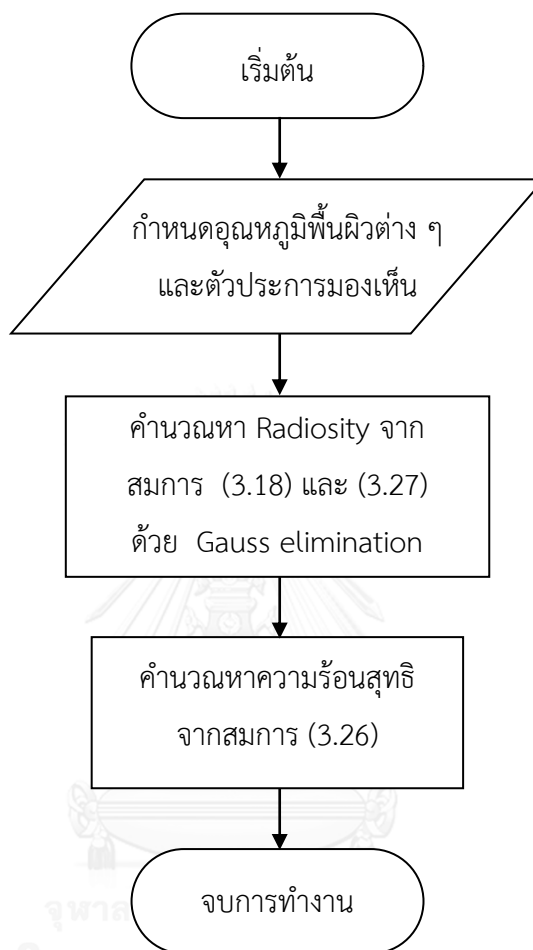 เริ่มต้น
กำหนดอุณหภูมิพื้นผิวต่าง ๆ
และตัวประการมองเห็น
คำนวณหา Radiosity จาก
สมการ (3.18) และ (3.27)
ด้วย Gauss elimination
คำนวณหาความร้อนสุทธิ
จากสมการ (3.26)
จบการทำงาน